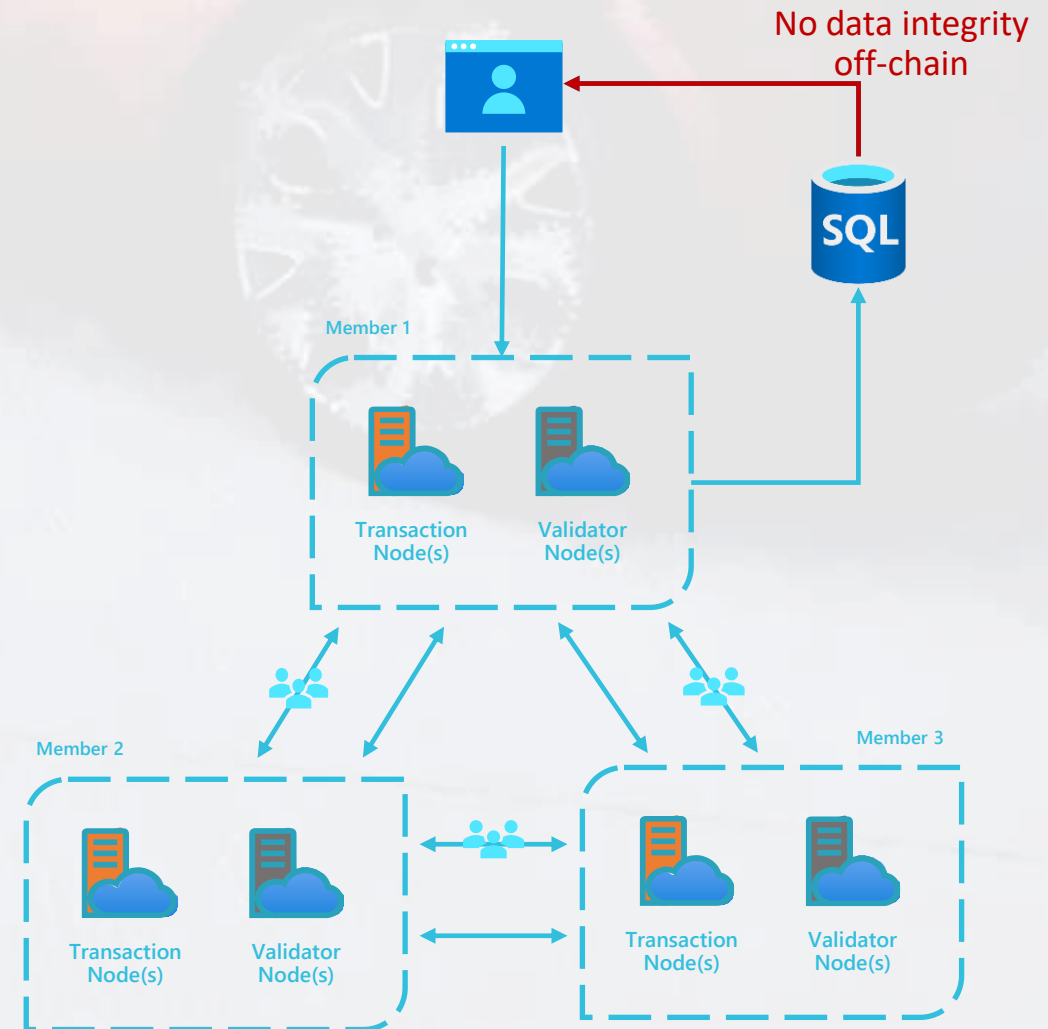 No data integrity
off-chain
SQL
Member 1
Transaction
Node(s)
Validator
Node(s)
Member 2
Member 3
Transaction
Node(s)
Validator
Node(s)
Transaction
Node(s)
Validator
Node(s)